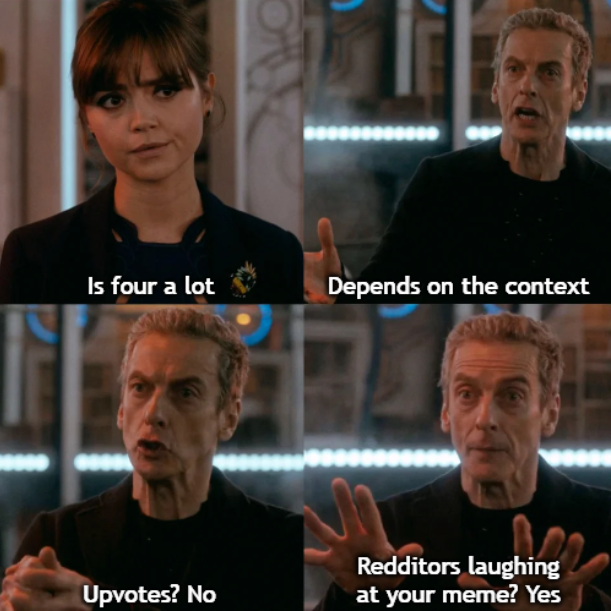 Is four a lot
Depends on the context
Upvotes? No
Redditors laughing
at your meme? Yes